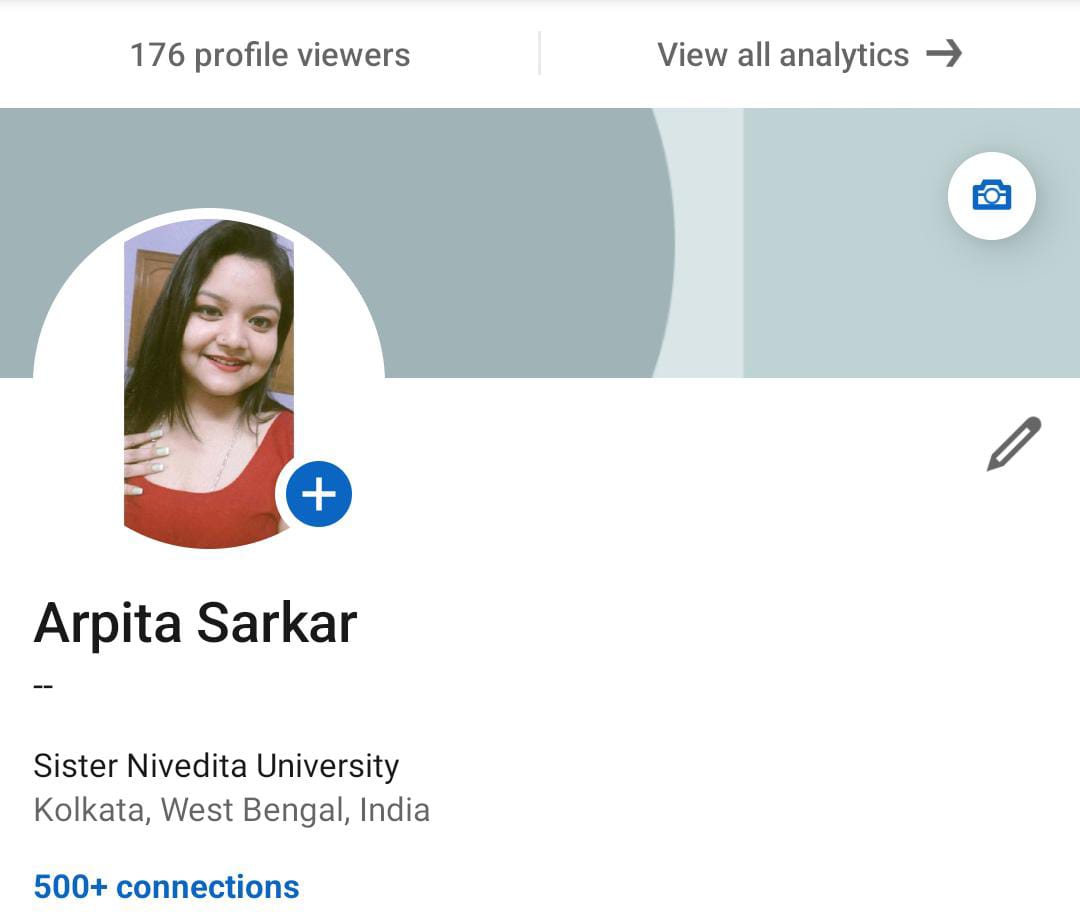 176 profile viewers
View all analytics →
Arpita Sarkar
--
Sister Nivedita University
Kolkata, West Bengal, India
500+ connections